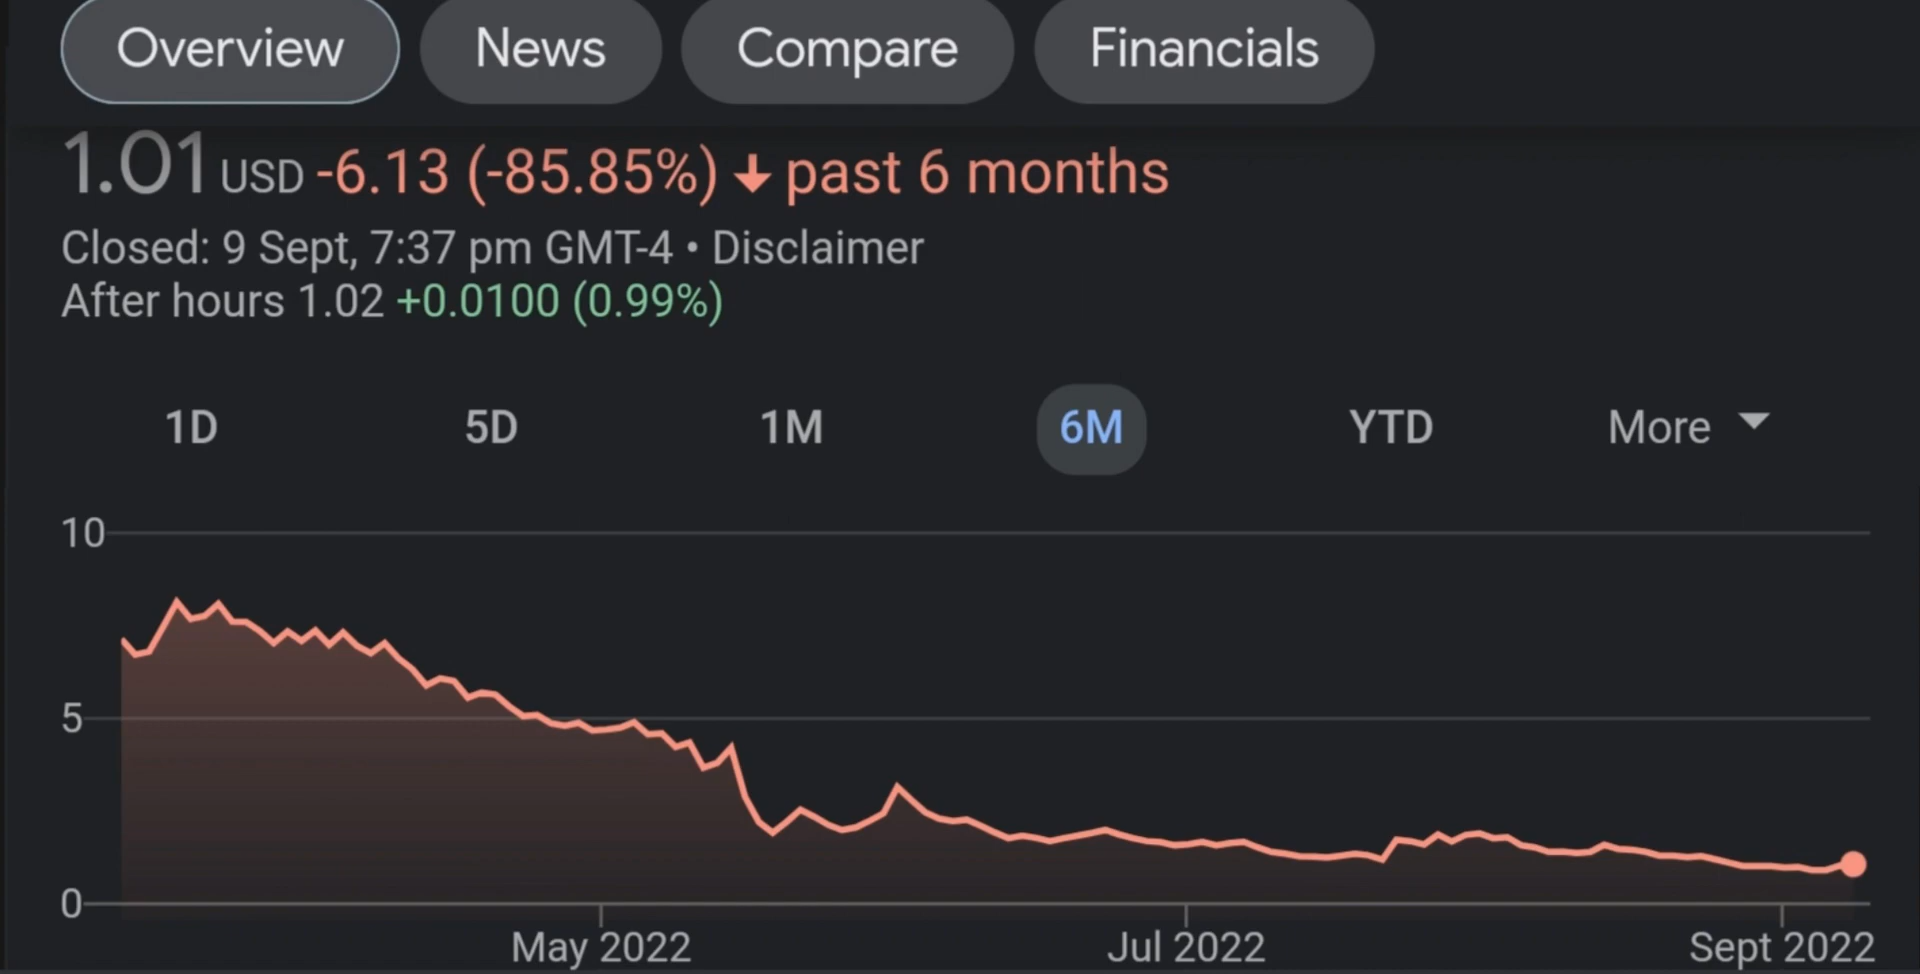 Overview News Compare Financials
1.01 USD -6.13 (-85.85%) ↓ past 6 months
Closed: 9 Sept, 7:37 pm GMT-4 • Disclaimer
After hours 1.02 +0.0100 (0.99%)
1D 5D 1M 6M YTD More
10
5
0
May 2022 Jul 2022 Sept 2022